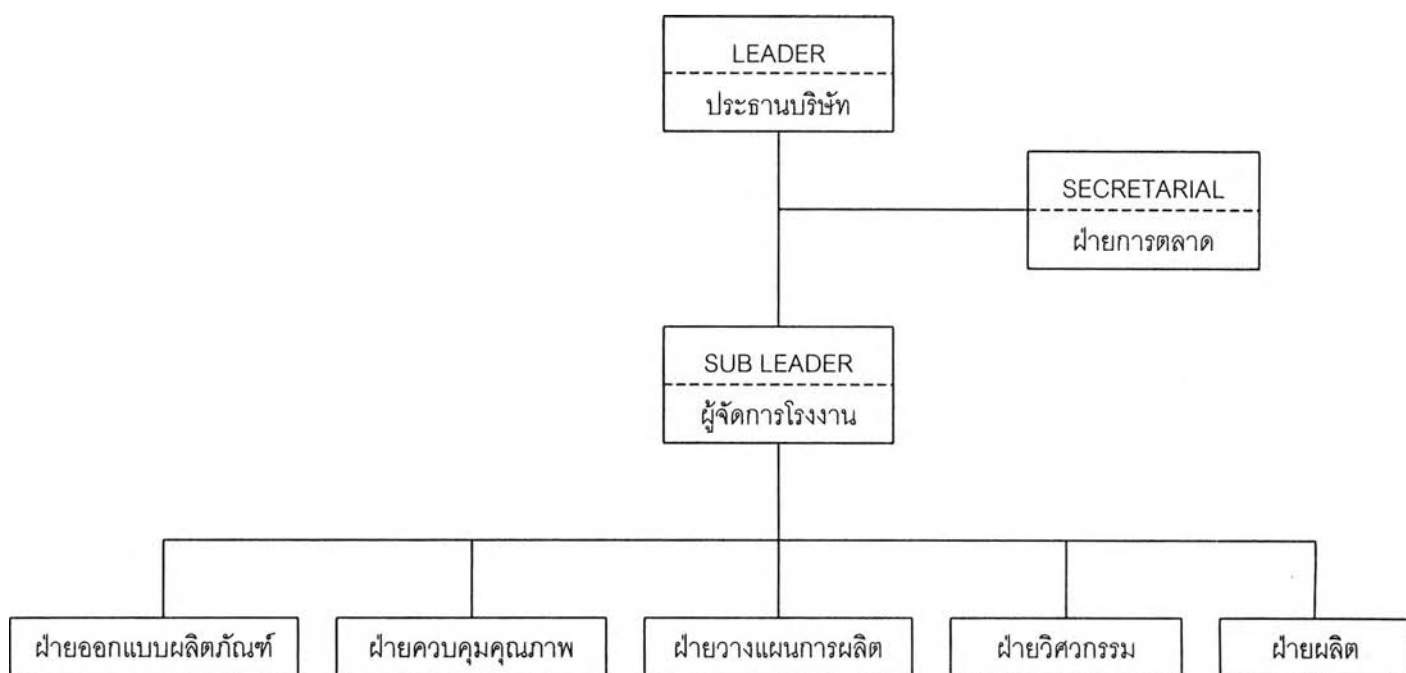 LEADER
ประธานบริษัท
SECRETARIAL
ฝ่ายการตลาด
SUB LEADER
ผู้จัดการโรงงาน
ฝ่ายออกแบบผลิตภัณฑ์
ฝ่ายควบคุมคุณภาพ
ฝ่ายวางแผนการผลิต
ฝ่ายวิศวกรรม
ฝ่ายผลิต